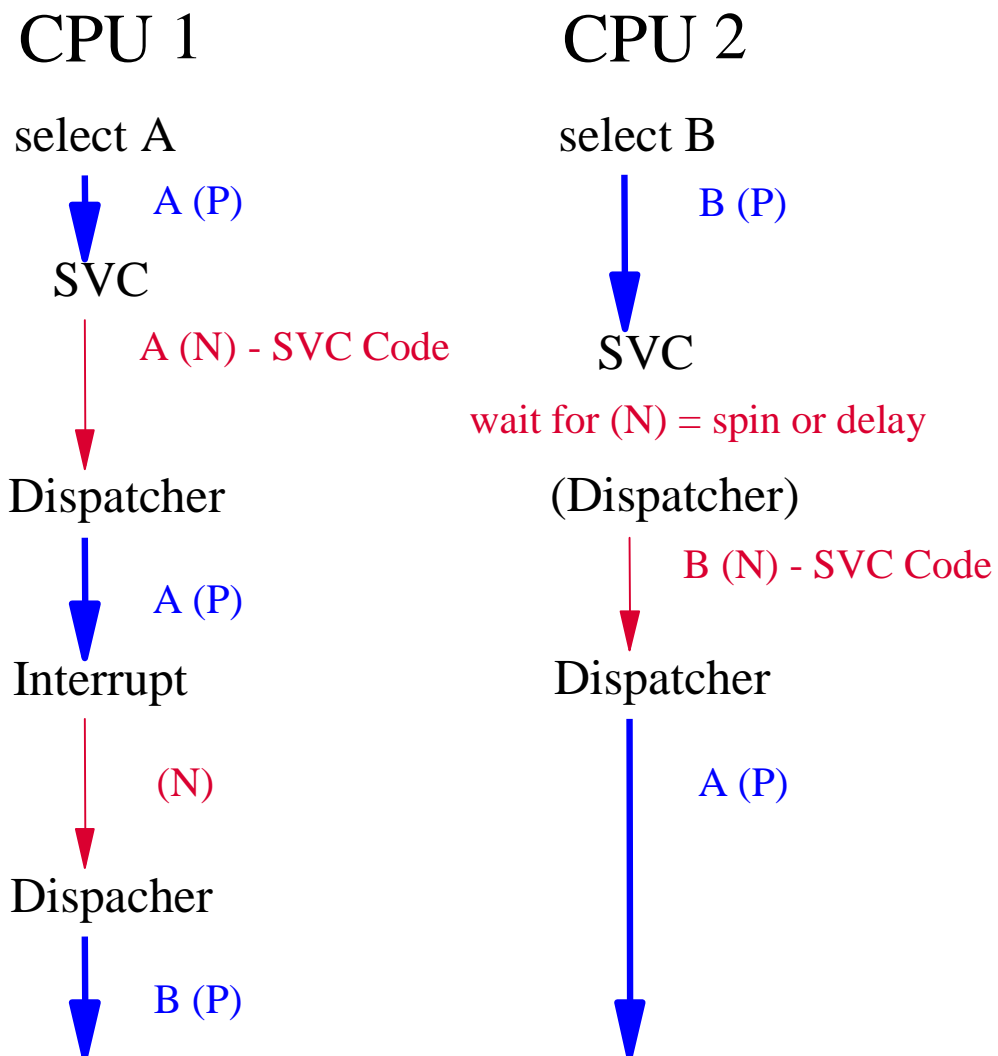 CPU 1
select A
A (P)
SVC
A (N) - SVC Code
Dispatcher
A (P)
Interrupt
(N)
Dispacher
B (P)
CPU 2
select B
B (P)
SVC
wait for (N) = spin or delay
(Dispatcher)
B (N) - SVC Code
Dispatcher
A (P)